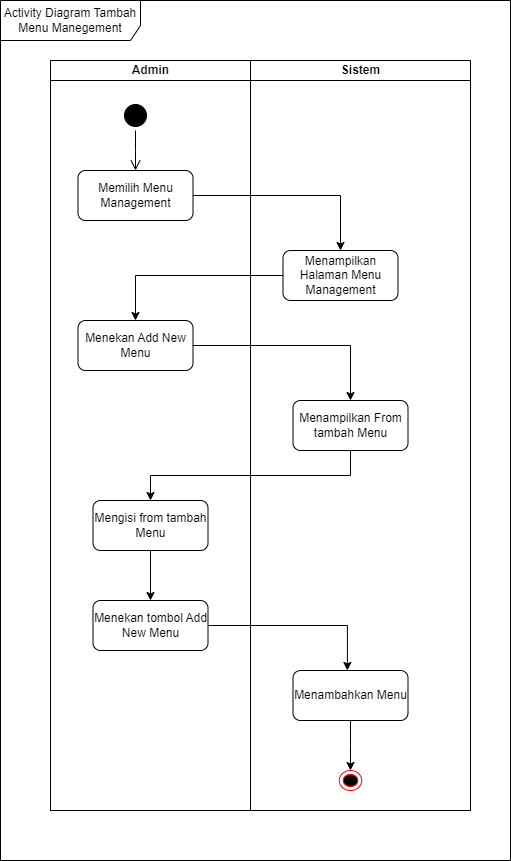 Activity Diagram Tambah
Menu Manegement
Admin
Sistem
Memilih Menu
Management
Menampilkan
Halaman Menu
Management
Menekan Add New
Menu
Menampilkan From
tambah Menu
Mengisi from tambah
Menu
Menekan tombol Add
New Menu
Menambahkan Menu